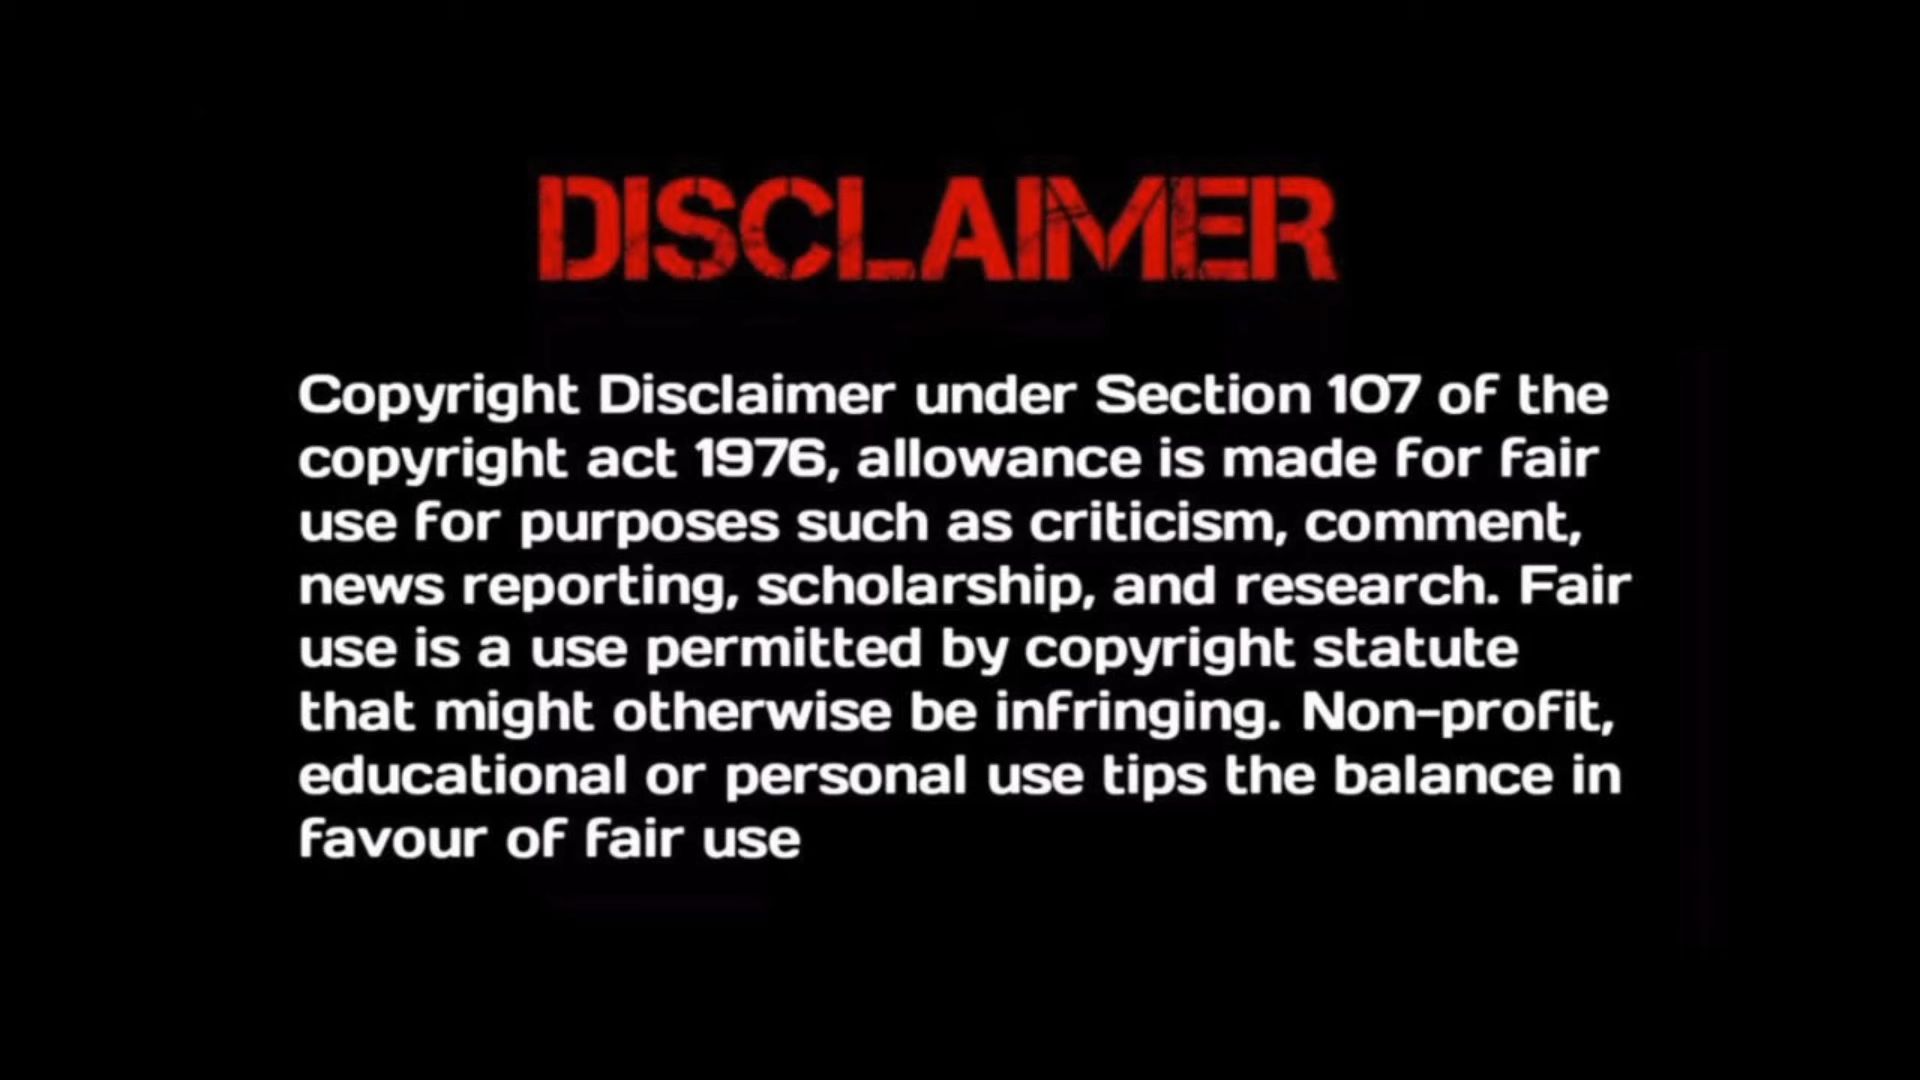 DISCLAIMER
Copyright Disclaimer under Section 107 of the
copyright act 1976, allowance is made for fair
use for purposes such as criticism, comment,
news reporting, scholarship, and research. Fair
use is a use permitted by copyright statute
that might otherwise be infringing. Non-profit,
educational or personal use tips the balance in
favour of fair use